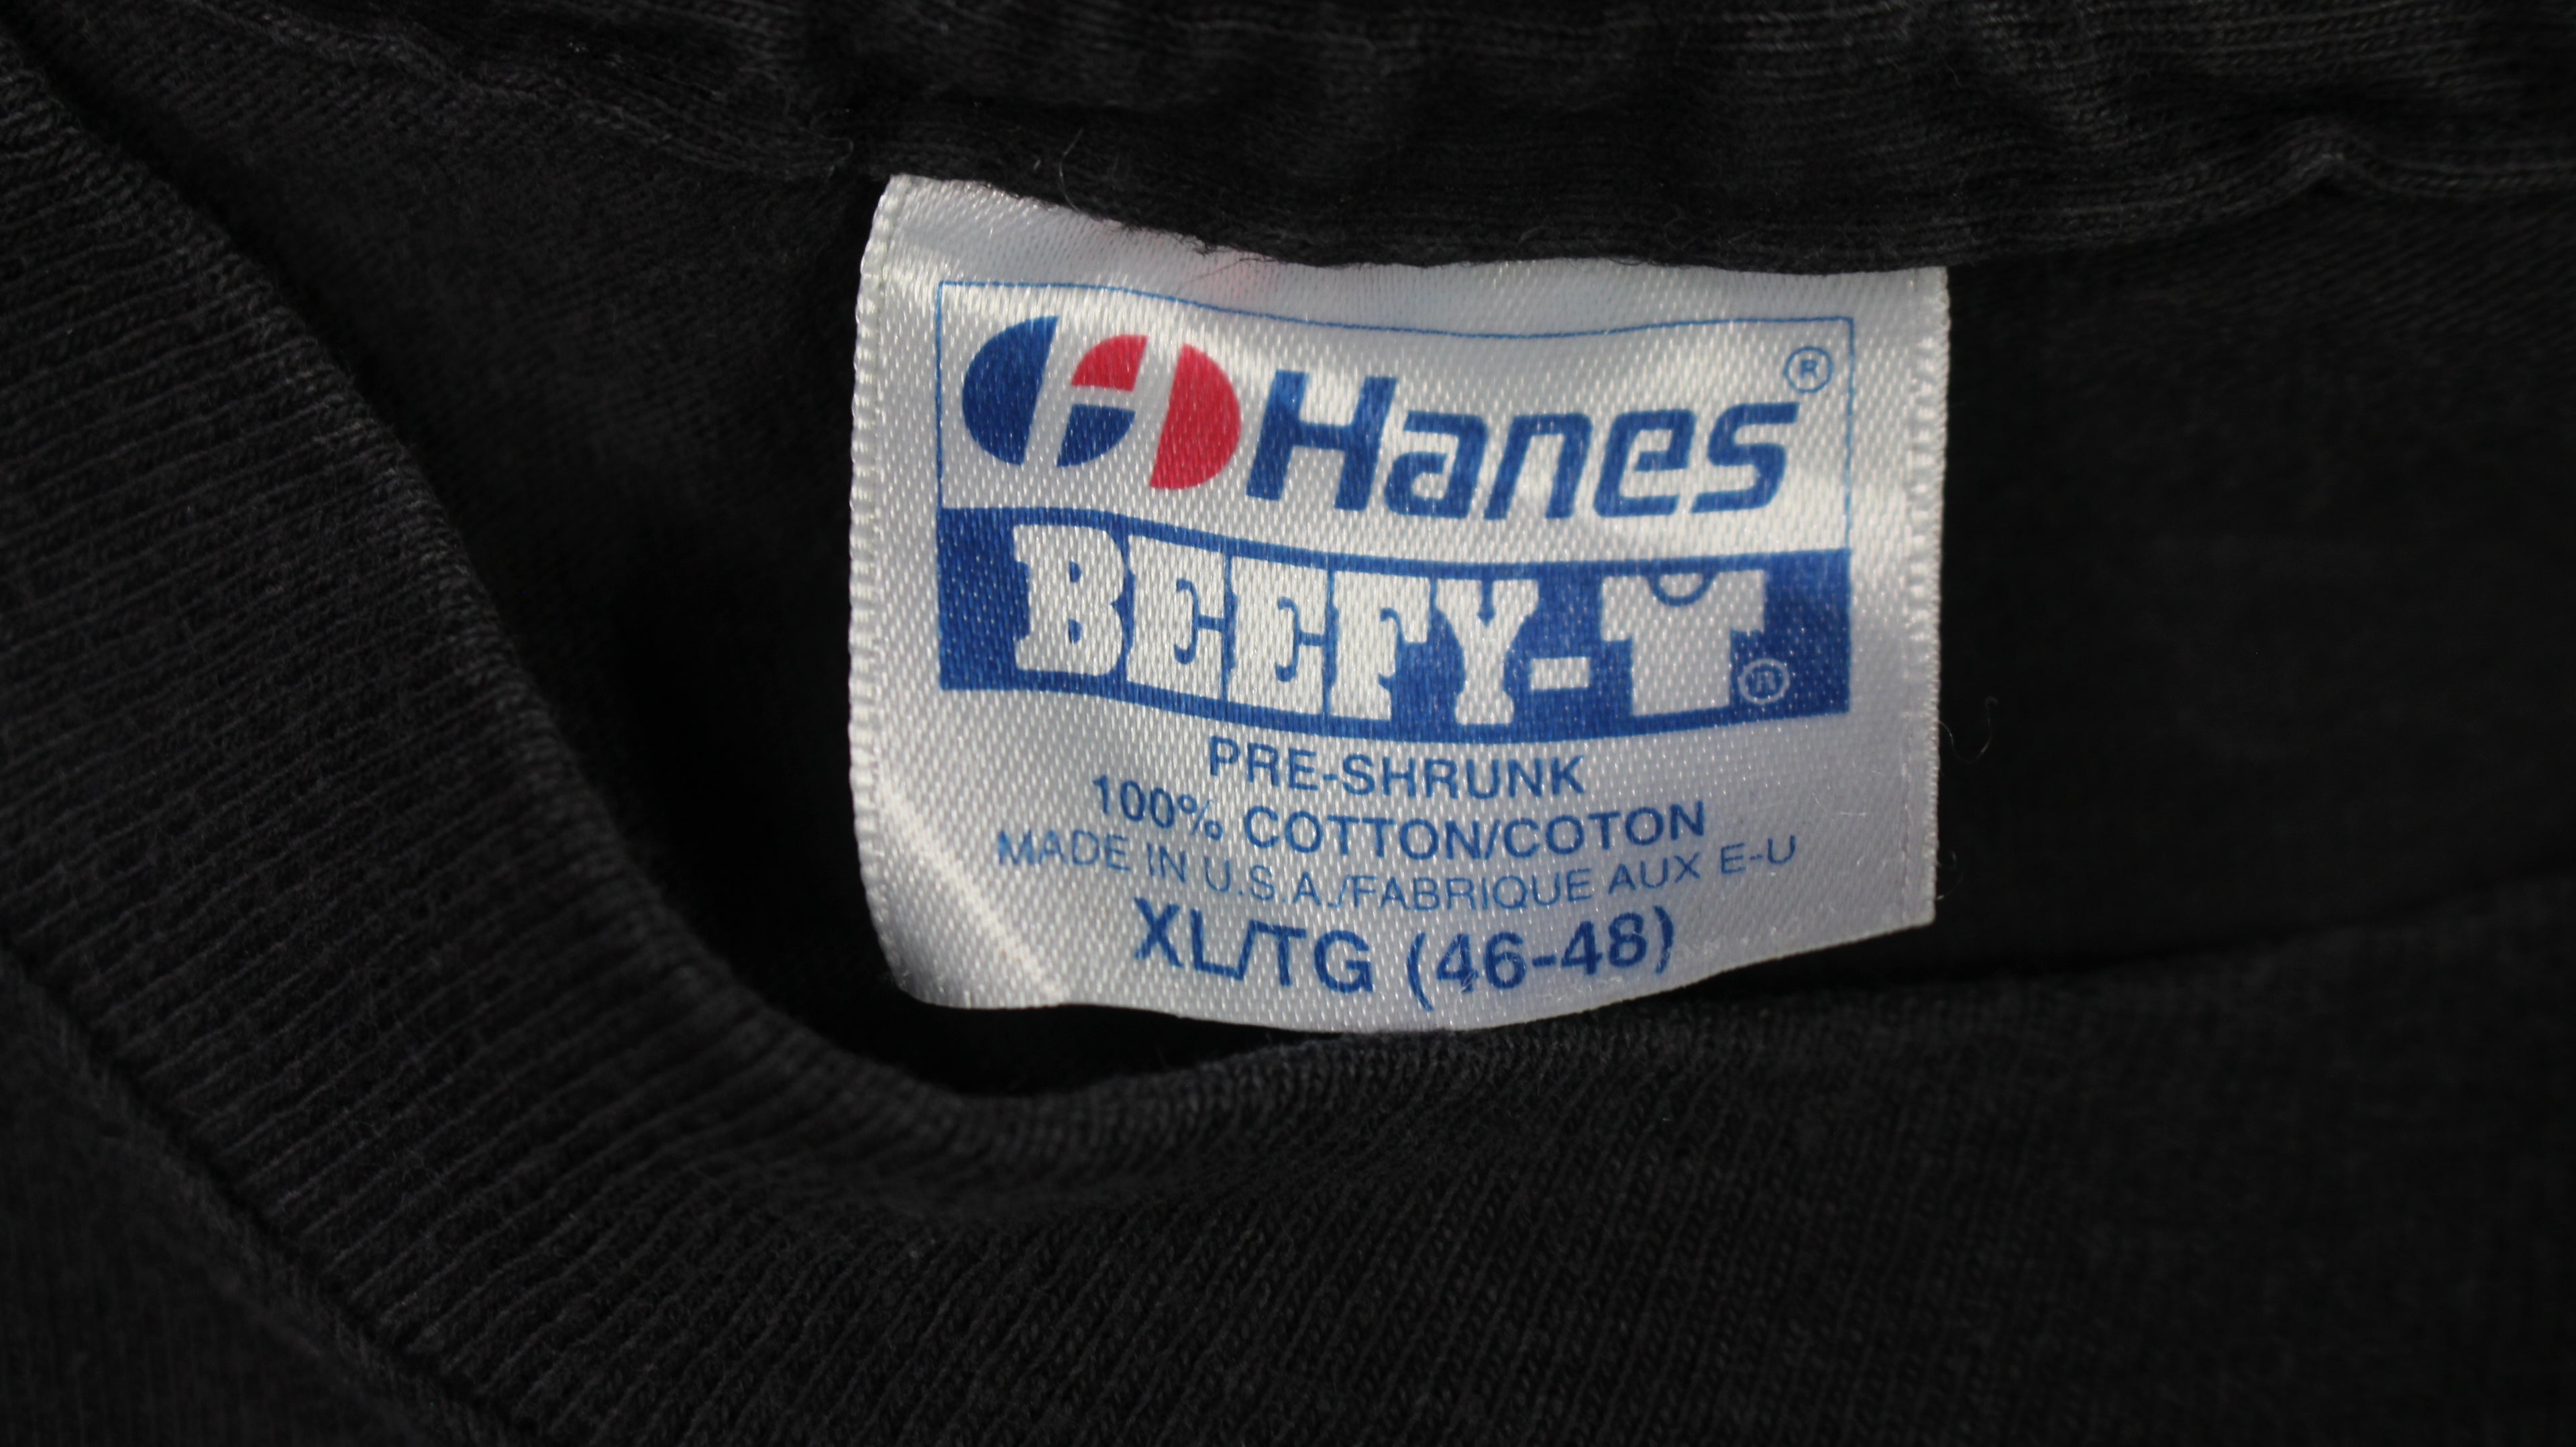 Hanes®
BEEFY-T®
PRE-SHRUNK
100% COTTON/COTON
MADE IN U.S.A./FABRIQUE AUX E-U
XL/TG (46-48)